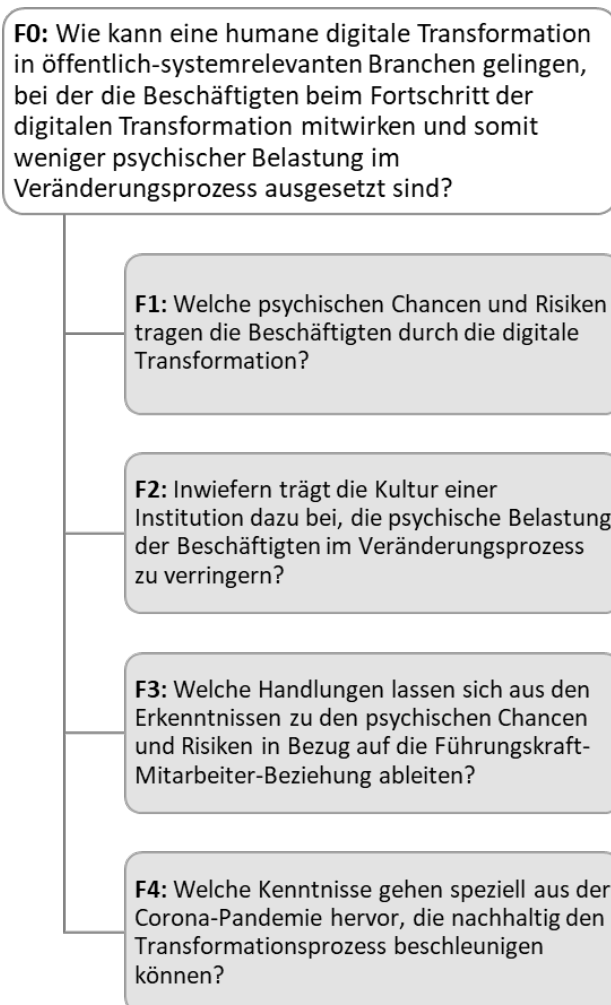 F0: Wie kann eine humane digitale Transformation
in öffentlich-systemrelevanten Branchen gelingen,
bei der die Beschäftigten beim Fortschritt der
digitalen Transformation mitwirken und somit
weniger psychischer Belastung im
Veränderungsprozess ausgesetzt sind?
F1: Welche psychischen Chancen und Risiken
tragen die Beschäftigten durch die digitale
Transformation?
F2: Inwiefern trägt die Kultur einer
Institution dazu bei, die psychische Belastung
der Beschäftigten im Veränderungsprozess
zu verringern?
F3: Welche Handlungen lassen sich aus den
Erkenntnissen zu den psychischen Chancen
und Risiken in Bezug auf die Führungskraft-
Mitarbeiter-Beziehung ableiten?
F4: Welche Kenntnisse gehen speziell aus der
Corona-Pandemie hervor, die nachhaltig den
Transformationsprozess beschleunigen
können?